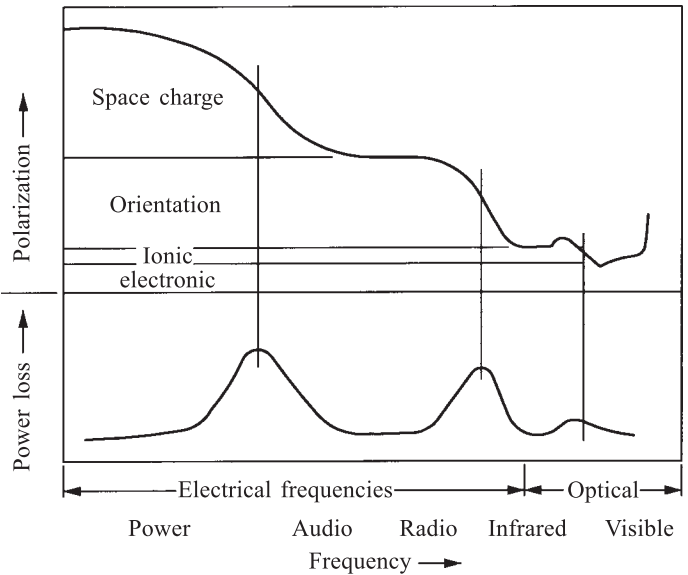 Polarization
Space charge
Orientation
Ionic
electronic
Power loss
Electrical frequencies
Optical
Power Audio Radio Infrared Visible
Frequency